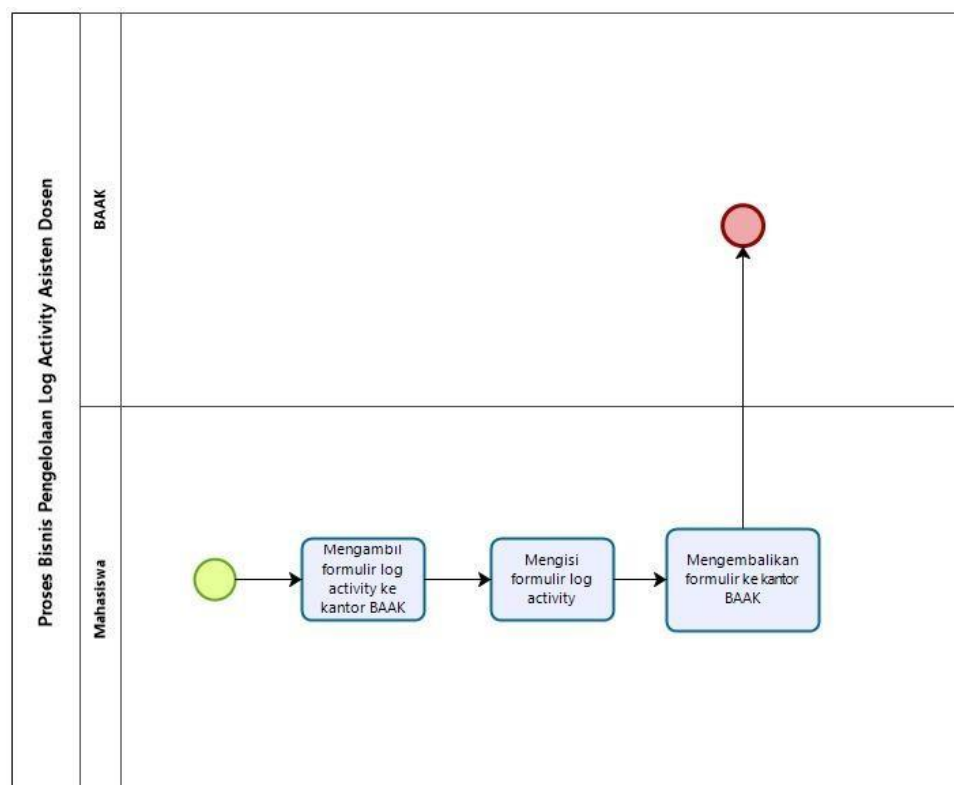 Proses Bisnis Pengelolaan Log Activity Asisten Dosen
BAAK
Mahasiswa
Mengambil
formulir log
activity ke
kantor BAAK
Mengisi
formulir log
activity
Mengembalikan
formulir ke kantor
BAAK